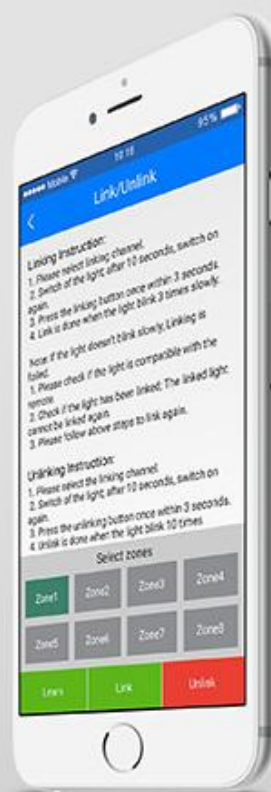 Mobile 10:15 95%
Link/Unlink
Linking Instruction:
1. Please select linking channel.
2. Switch of the light, after 10 seconds, switch on
again.
3. Press the linking button once within 3 seconds.
4. Link is done when the light blink 3 times slowly.
Note: If the light doesn't blink slowly, Linking is
failed.
1. Please check if the light is compatible with the
remote.
2. Check if the light has been linked; The linked light
cannot be linked again.
3. Please follow above steps to link again.
Unlinking Instruction:
1. Please select the linking channel.
2. Switch of the light, after 10 seconds, switch on
again.
3. Press the unlinking button once within 3 seconds.
4. Unlink is done when the light blink 10 times
Select zones
Zone1 Zone2 Zone3 Zone4
Zone5 Zone6 Zone7 Zone8
Learn Link Unlink